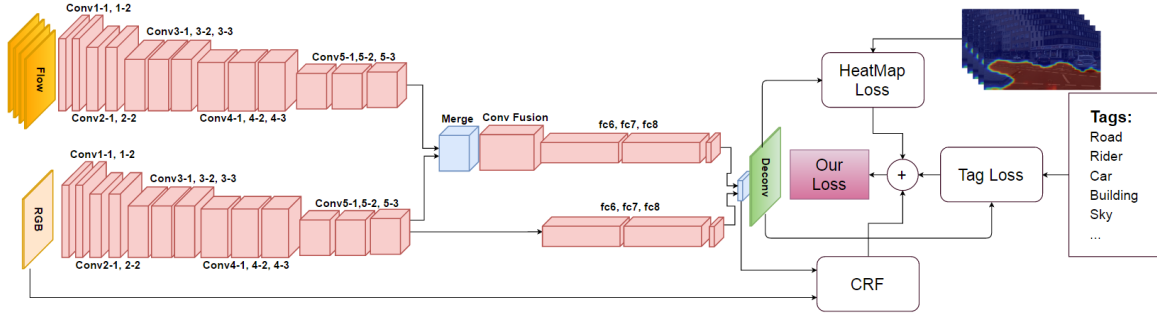 Conv1-1, 1-2
Conv3-1, 3-2, 3-3
Conv5-1,5-2, 5-3
Flow
Conv2-1, 2-2
Conv4-1, 4-2, 4-3
Merge
Conv Fusion
fc6, fc7, fc8
Conv1-1, 1-2
Conv3-1, 3-2, 3-3
Conv5-1,5-2, 5-3
RGB
Conv2-1, 2-2
Conv4-1, 4-2, 4-3
fc6, fc7, fc8
Deconv
HeatMap
Loss
Our
Loss
+
Tag Loss
CRF
Tags:
Road
Rider
Car
Building
Sky
...